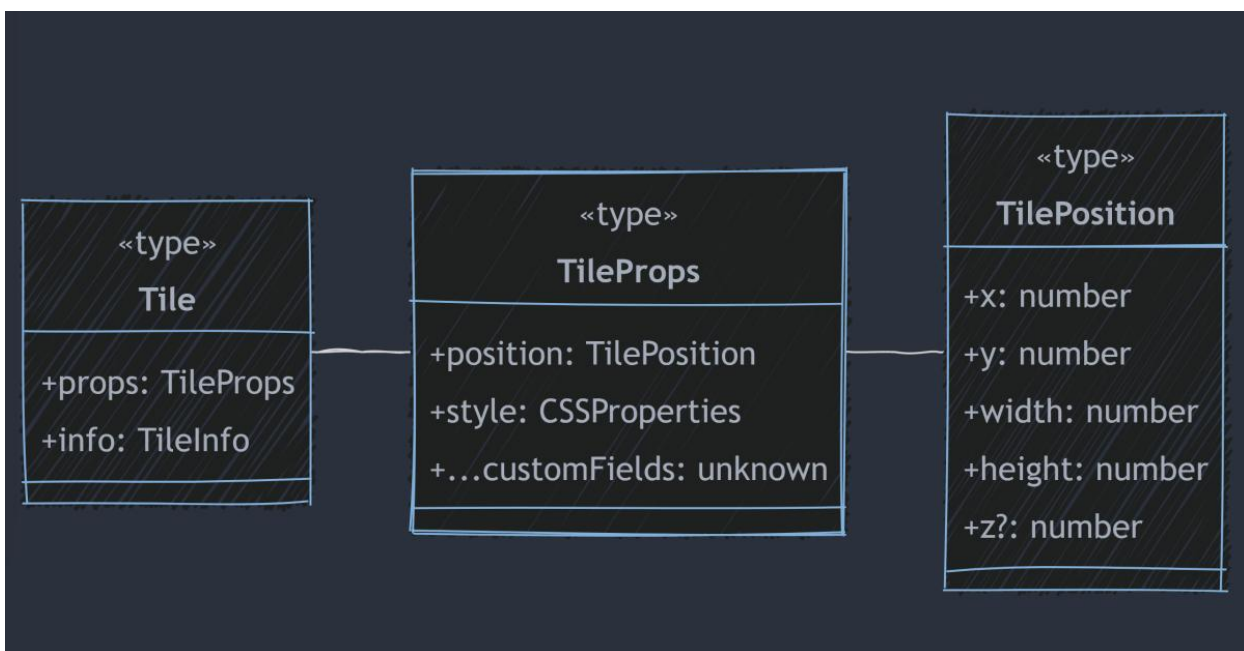 «type»
Tile
+props: TileProps
+info: TileInfo
«type»
TileProps
+position: TilePosition
+style: CSSProperties
+...customFields: unknown
«type»
TilePosition
+x: number
+y: number
+width: number
+height: number
+z?: number